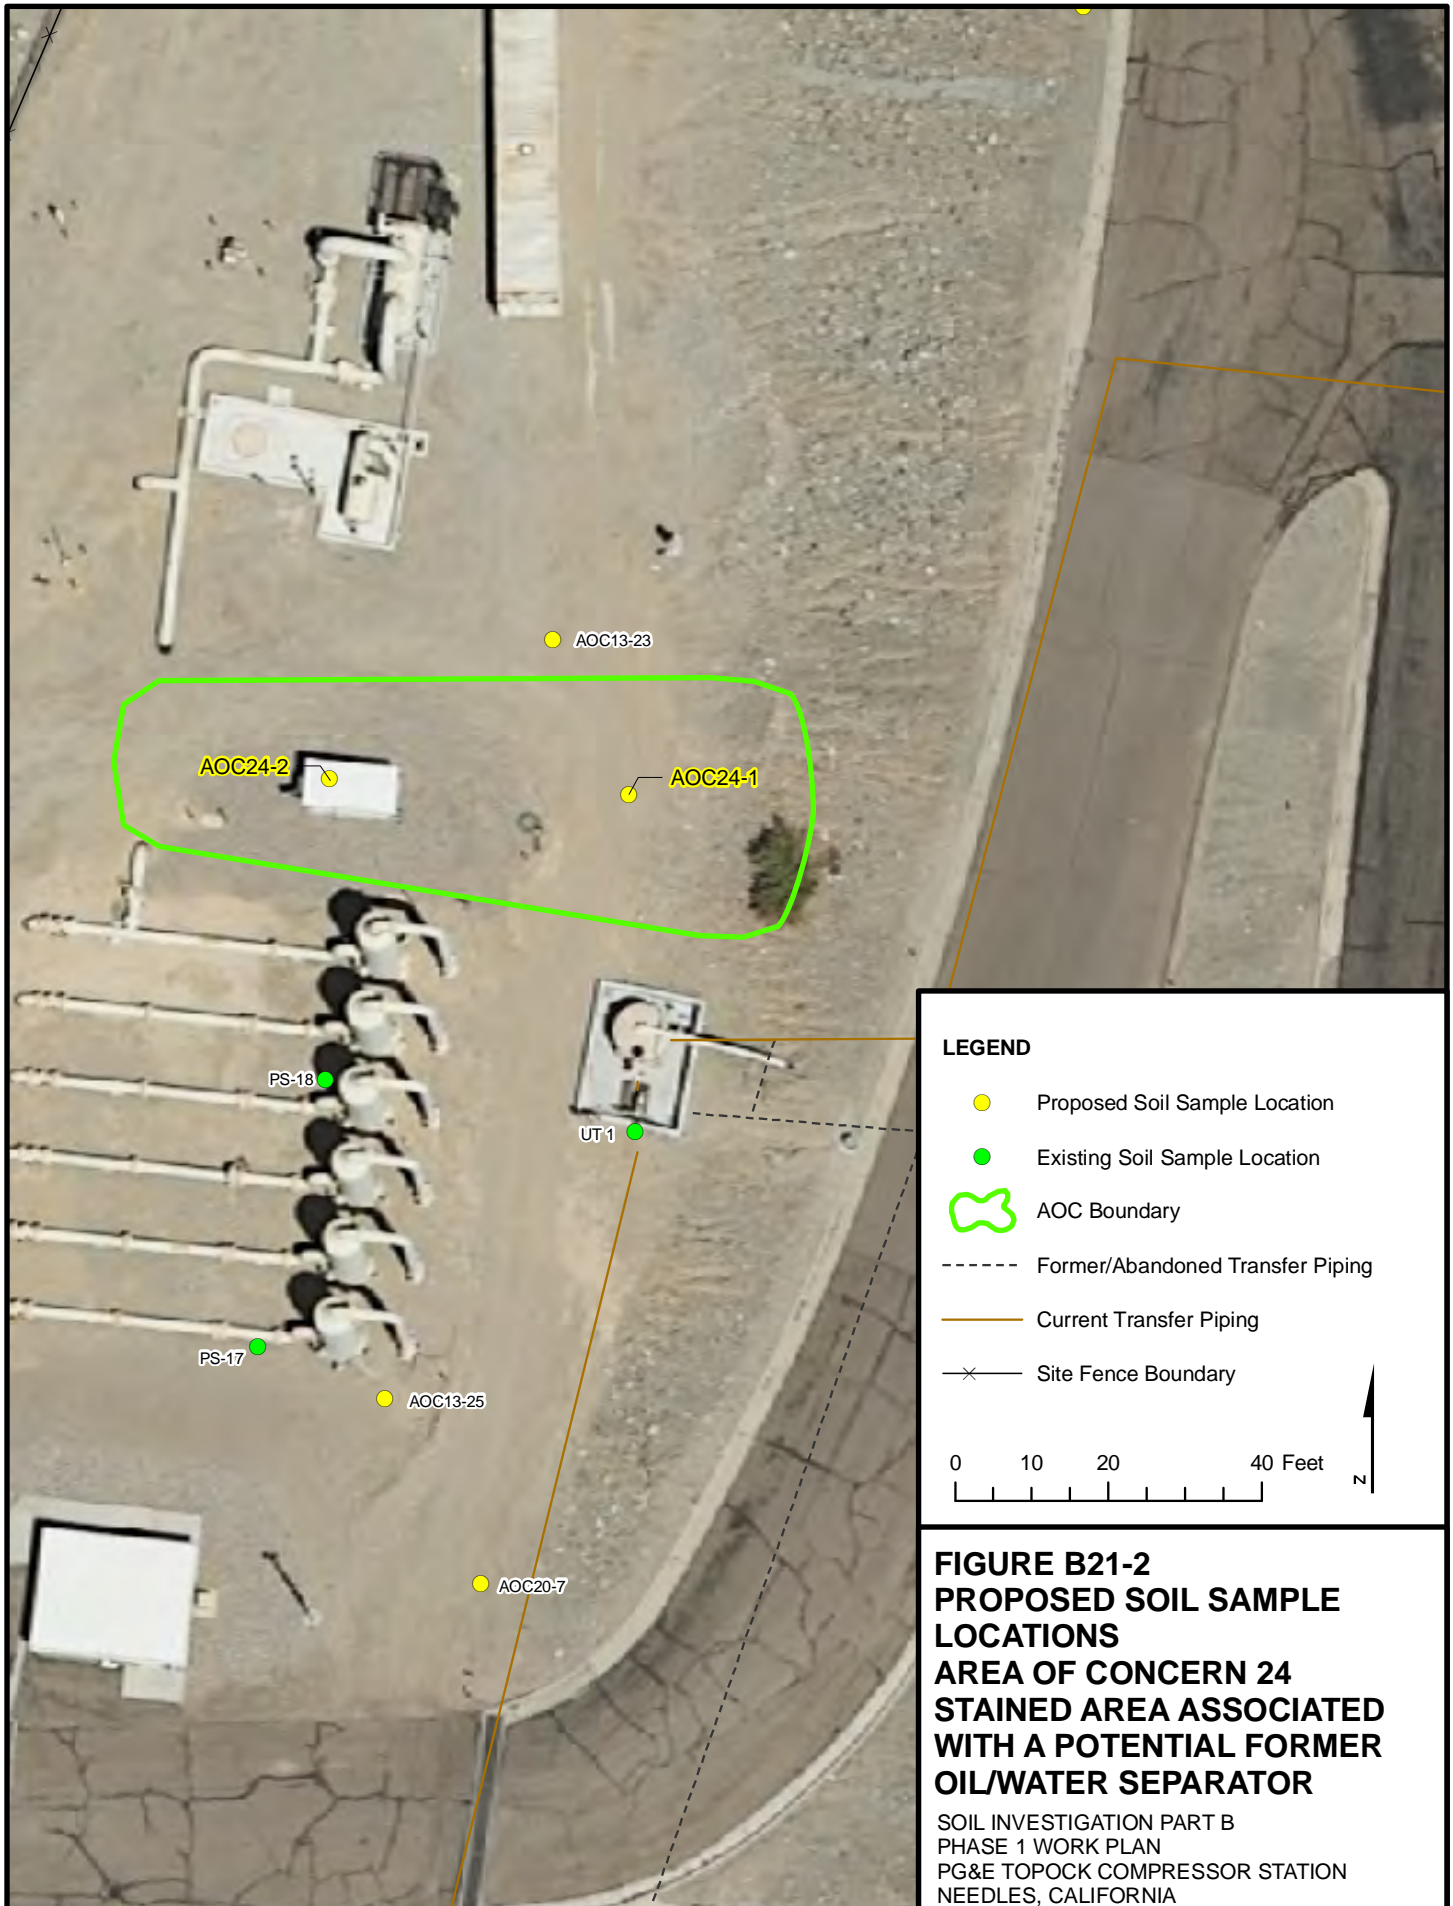 AOC13-23
AOC24-2
AOC24-1
PS-18
UT 1
PS-17
AOC13-25
AOC20-7
LEGEND
Proposed Soil Sample Location
Existing Soil Sample Location
AOC Boundary
Former/Abandoned Transfer Piping
Current Transfer Piping
Site Fence Boundary
0 10 20 40 Feet
N
FIGURE B21-2
PROPOSED SOIL SAMPLE
LOCATIONS
AREA OF CONCERN 24
STAINED AREA ASSOCIATED
WITH A POTENTIAL FORMER
OIL/WATER SEPARATOR
SOIL INVESTIGATION PART B
PHASE 1 WORK PLAN
PG&E TOPOCK COMPRESSOR STATION
NEEDLES, CALIFORNIA